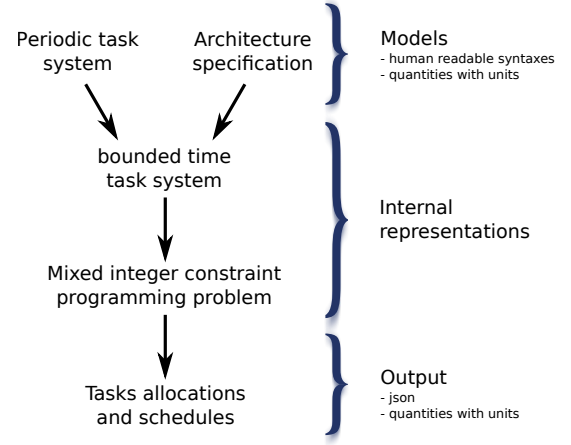 Periodic task
system
Architecture
specification
Models
- human readable syntaxes
- quantities with units
bounded time
task system
Internal
representations
Mixed integer constraint
programming problem
Tasks allocations
and schedules
Output
- json
- quantities with units